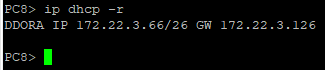 PC8> ip dhcp -r
DDORA IP 172.22.3.66/26 GW 172.22.3.126
PC8>